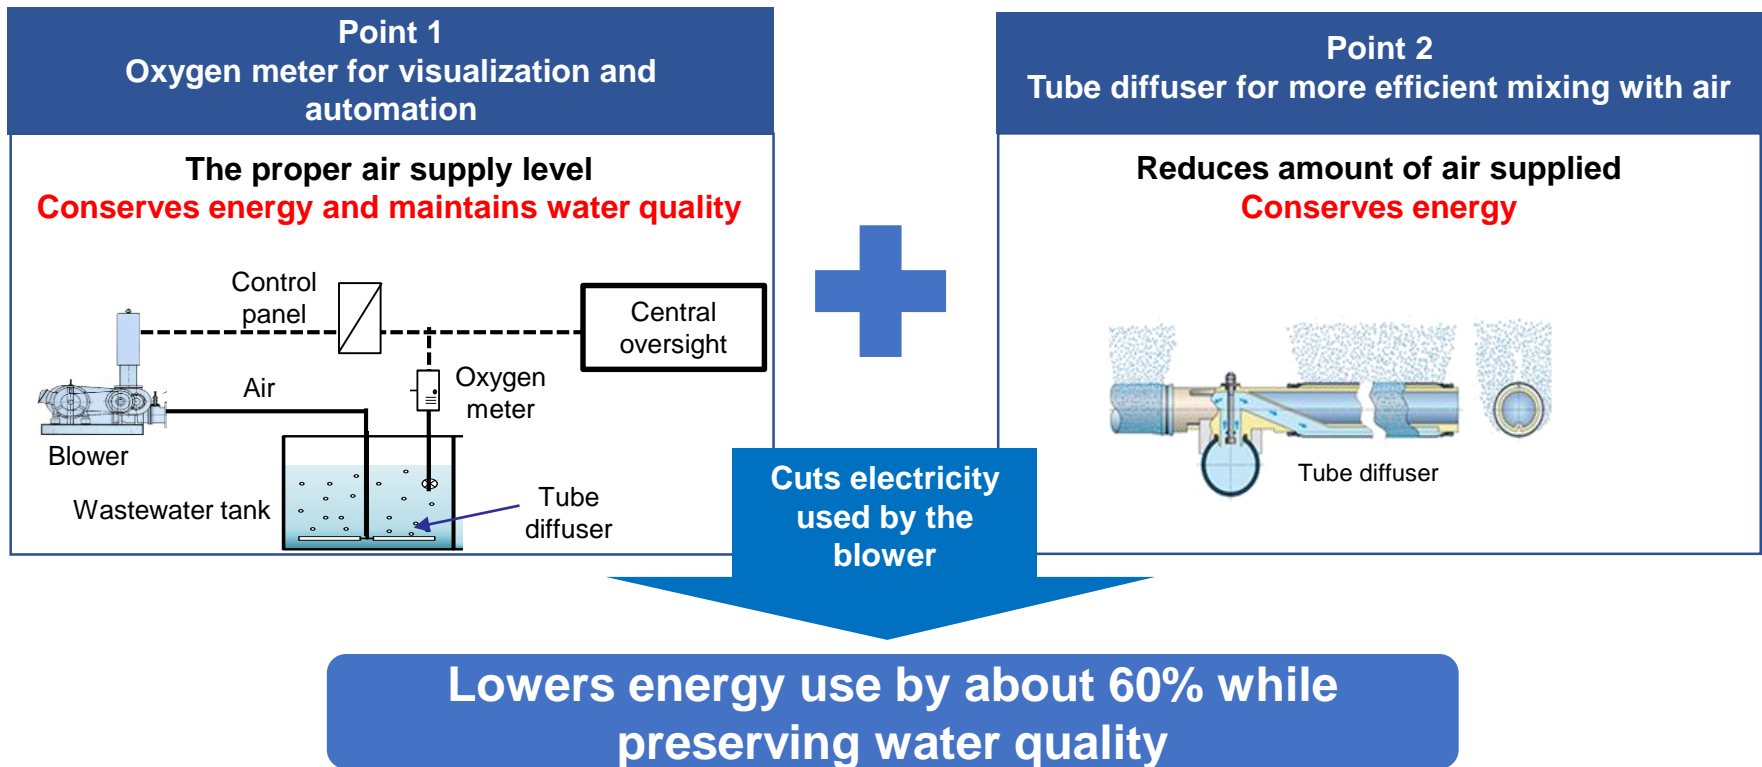 Point 1
Oxygen meter for visualization and
automation
The proper air supply level
Conserves energy and maintains water quality
Control
panel
Central
oversight
Oxygen
meter
Air
Blower
Wastewater tank
Tube
diffuser
Point 2
Tube diffuser for more efficient mixing with air
Reduces amount of air supplied
Conserves energy
Tube diffuser
Cuts electricity
used by the
blower
Lowers energy use by about 60% while
preserving water quality